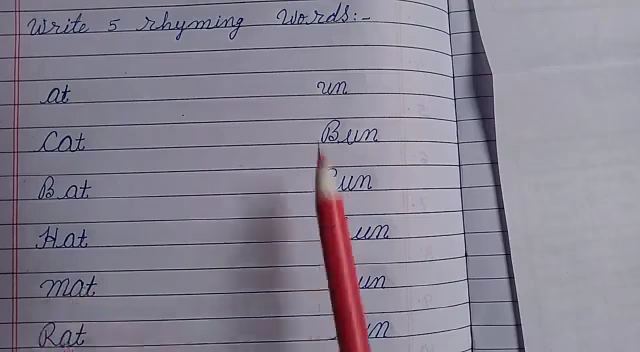 Write 5 rhyming words:-
at un
Cat Bun
Bat
Hat
mat
Rat